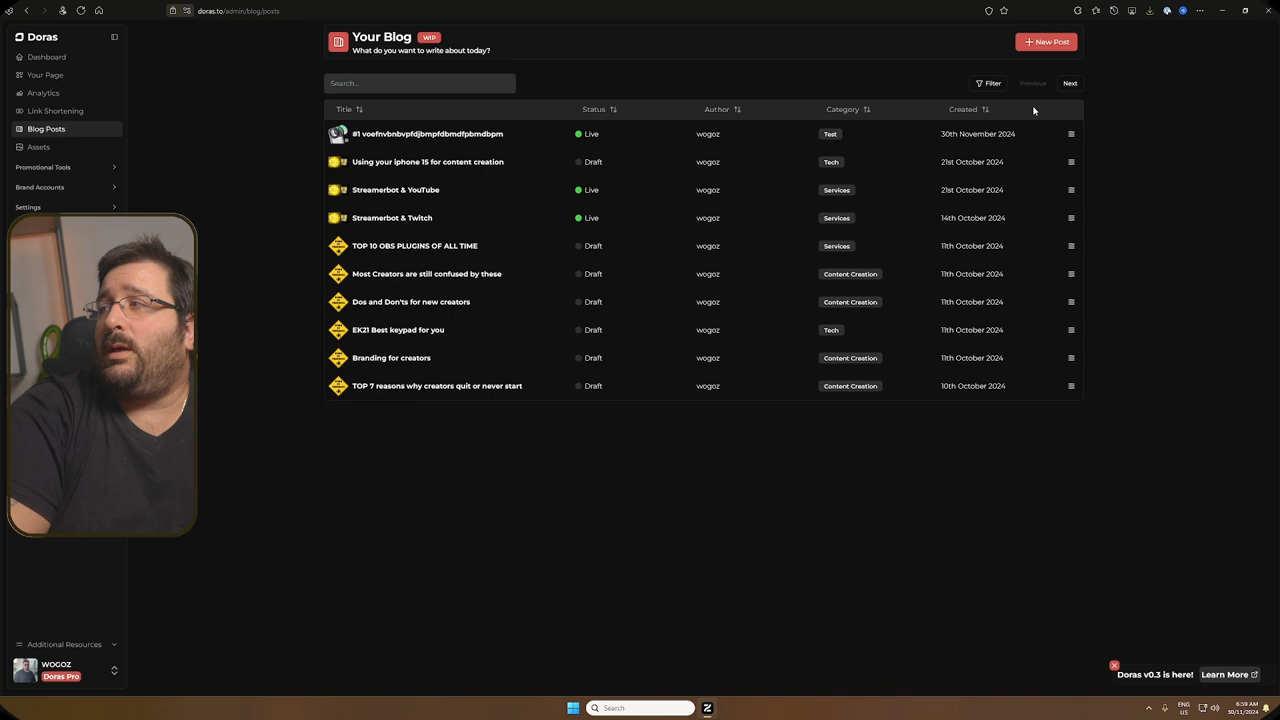 doras.to/admin/blog/posts
Doras
Dashboard
Your Page
Analytics
Link Shortening
Blog Posts
Assets
Promotional Tools
Brand Accounts
Settings
Your Blog WIP
What do you want to write about today?
+ New Post
Search...
Filter Previous Next
Title Status Author Category Created
#1 voefnvbnbvpfdjbmpfdbmdfpbmdbpm Live wogoz Test 30th November 2024
Using your iphone 15 for content creation Draft wogoz Tech 21st October 2024
Streamerbot & YouTube Live wogoz Services 21st October 2024
Streamerbot & Twitch Live wogoz Services 14th October 2024
TOP 10 OBS PLUGINS OF ALL TIME Draft wogoz Services 11th October 2024
Most Creators are still confused by these Draft wogoz Content Creation 11th October 2024
Dos and Don'ts for new creators Draft wogoz Content Creation 11th October 2024
EK21 Best keypad for you Draft wogoz Tech 11th October 2024
Branding for creators Draft wogoz Content Creation 11th October 2024
TOP 7 reasons why creators quit or never start Draft wogoz Content Creation 10th October 2024
Additional Resources
WOGOZ
Doras Pro
Doras v0.3 is here! Learn More
Search
ENG
US
6:59 AM
30/11/2024